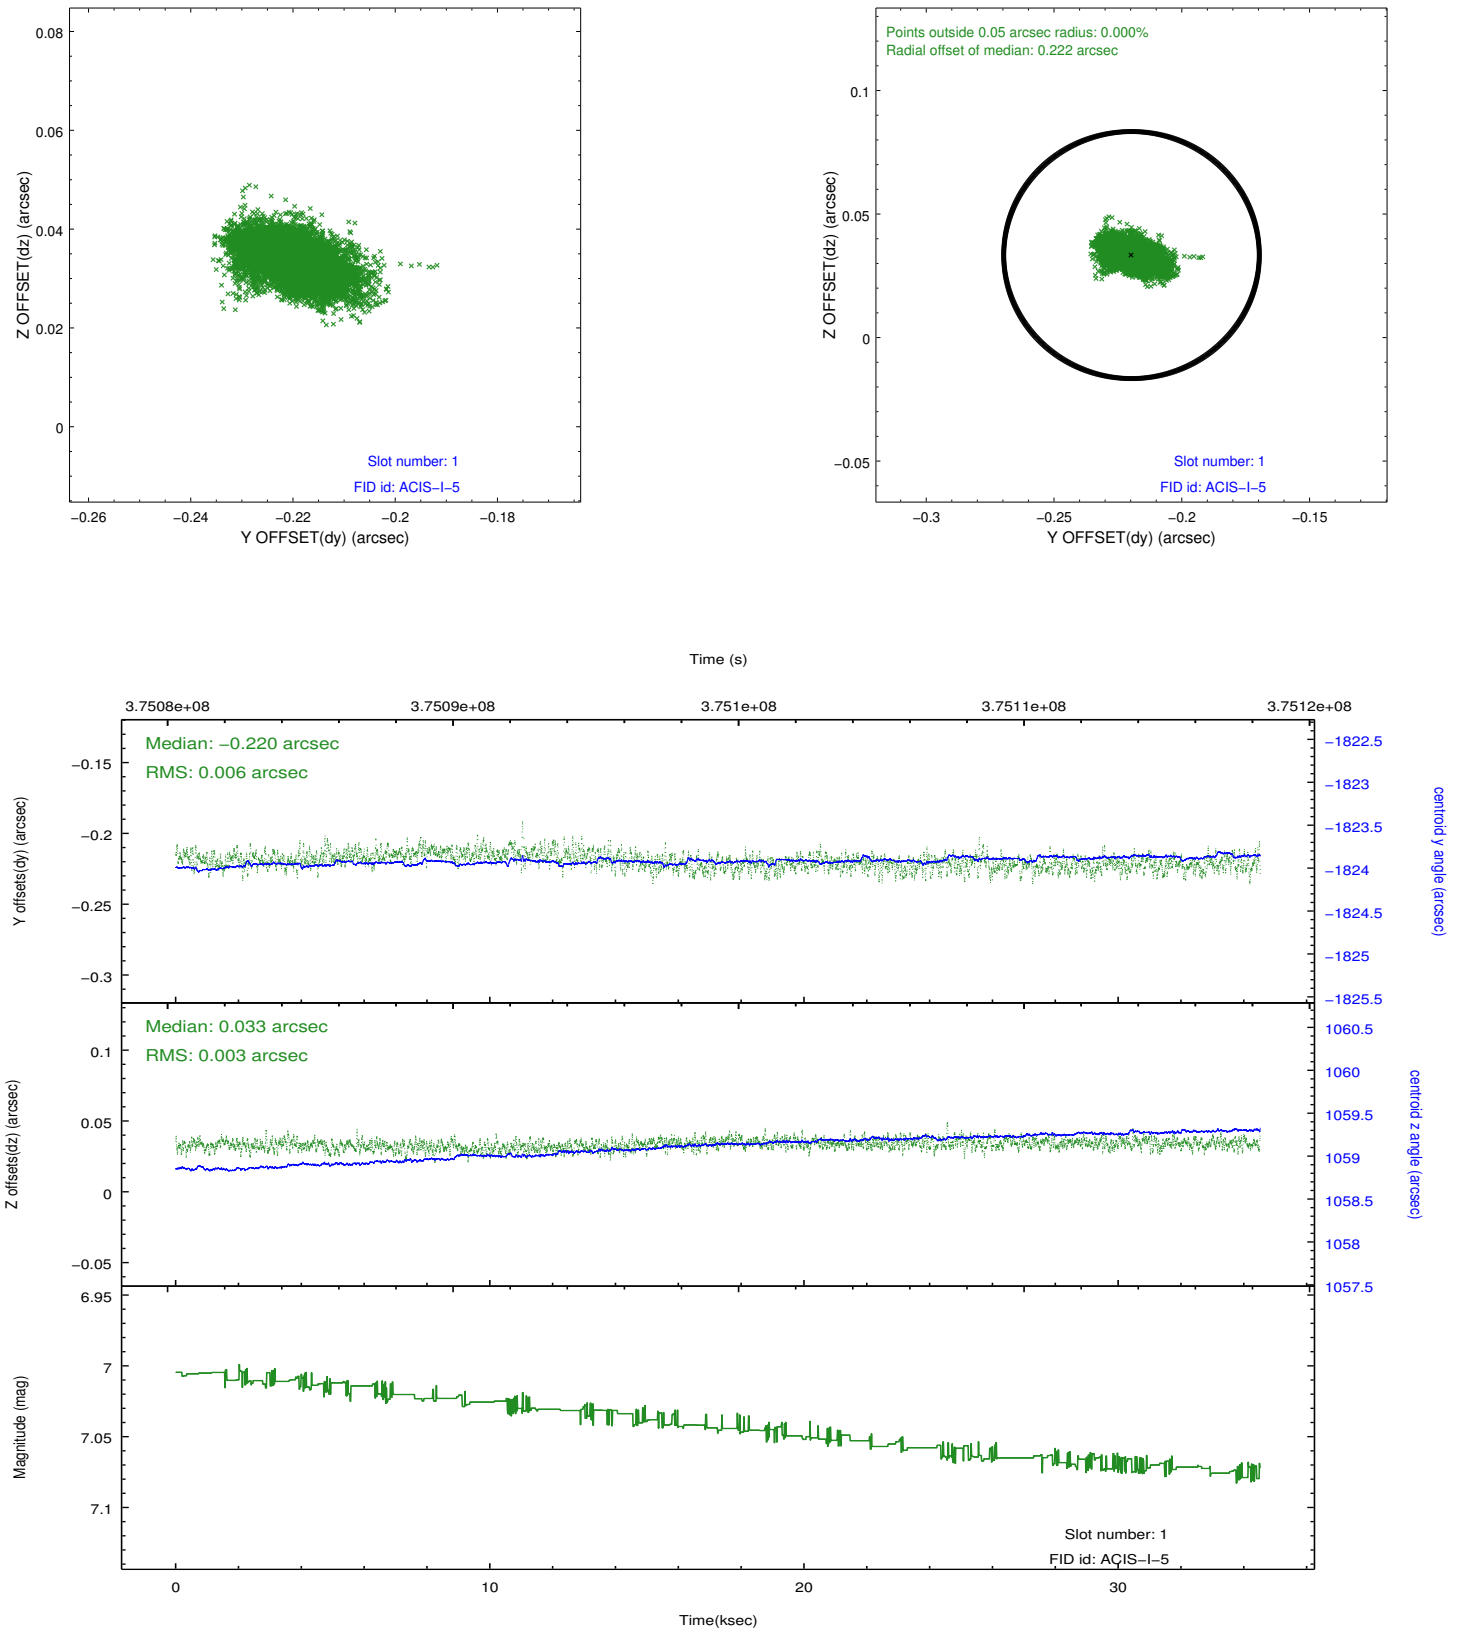 0.08
0.06
0.04
0.02
0
Z OFFSET(dz) (arcsec)
Slot number: 1
FID id: ACIS−I−5
−0.26 −0.24 −0.22 −0.2 −0.18
Y OFFSET(dy) (arcsec)
Points outside 0.05 arcsec radius: 0.000%
Radial offset of median: 0.222 arcsec
0.1
0.05
0
−0.05
Z OFFSET(dz) (arcsec)
Slot number: 1
FID id: ACIS−I−5
−0.3 −0.25 −0.2 −0.15
Y OFFSET(dy) (arcsec)
Time (s)
3.7508e+08 3.7509e+08 3.751e+08 3.7511e+08 3.7512e+08
Median: −0.220 arcsec
RMS: 0.006 arcsec
−0.15
−0.2
−0.25
−0.3
Y offsets(dy) (arcsec)
−1822.5
−1823
−1823.5
−1824
−1824.5
−1825
−1825.5
centroid y angle (arcsec)
Median: 0.033 arcsec
RMS: 0.003 arcsec
0.1
0.05
0
−0.05
Z offsets(dz) (arcsec)
1060.5
1060
1059.5
1059
1058.5
1058
1057.5
centroid z angle (arcsec)
6.95
7
7.05
7.1
Magnitude (mag)
Slot number: 1
FID id: ACIS−I−5
0 10 20 30
Time(ksec)